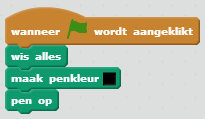 wanneer wordt aangeklikt
wis alles
maak penkleur
pen op